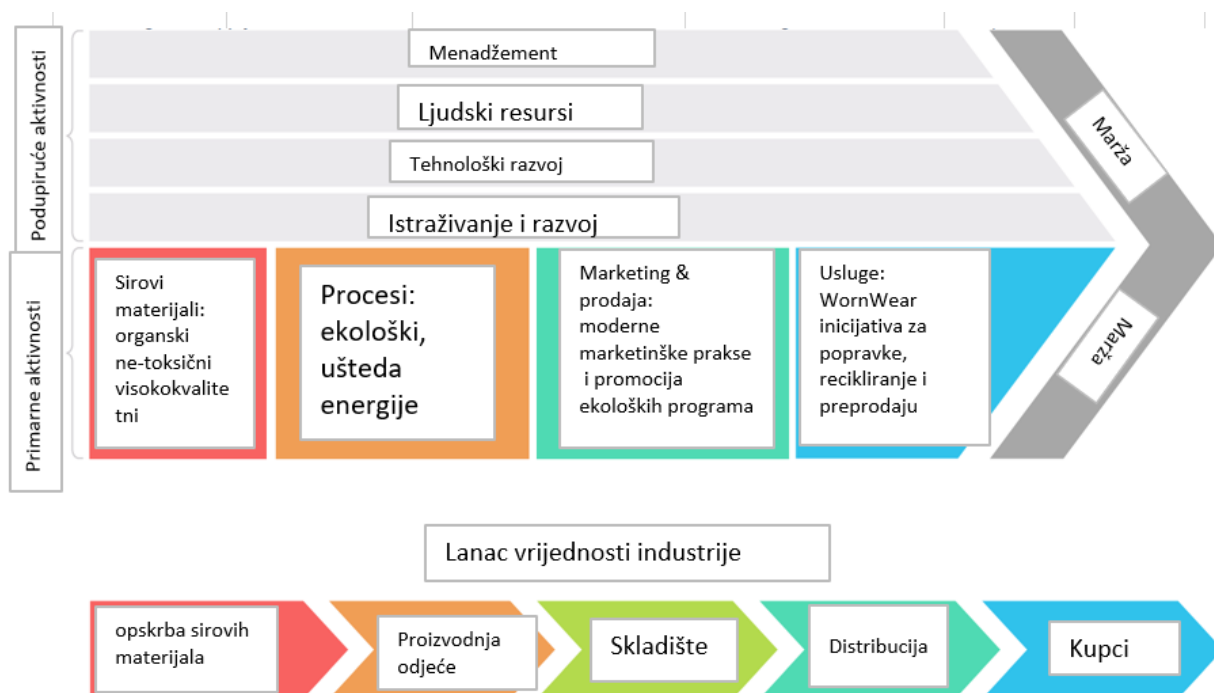 Podupiruće aktivnosti
Menadžment
Ljudski resursi
Tehnološki razvoj
Istraživanje i razvoj
Marža
Primarne aktivnosti
Sirovi
materijali:
organski
ne-toksični
visokokvalite
tni
Procesi:
ekološki,
ušteda
energije
Marketing &
prodaja:
moderne
marketinške prakse
i promocija
ekoloških programa
Usluge:
WornWear
inicijativa za
popravke,
recikliranje i
preprodaju
Marža
Lanac vrijednosti industrije
opskrba sirovih
materijala
Proizvodnja
odjeće
Skladište
Distribucija
Kupci